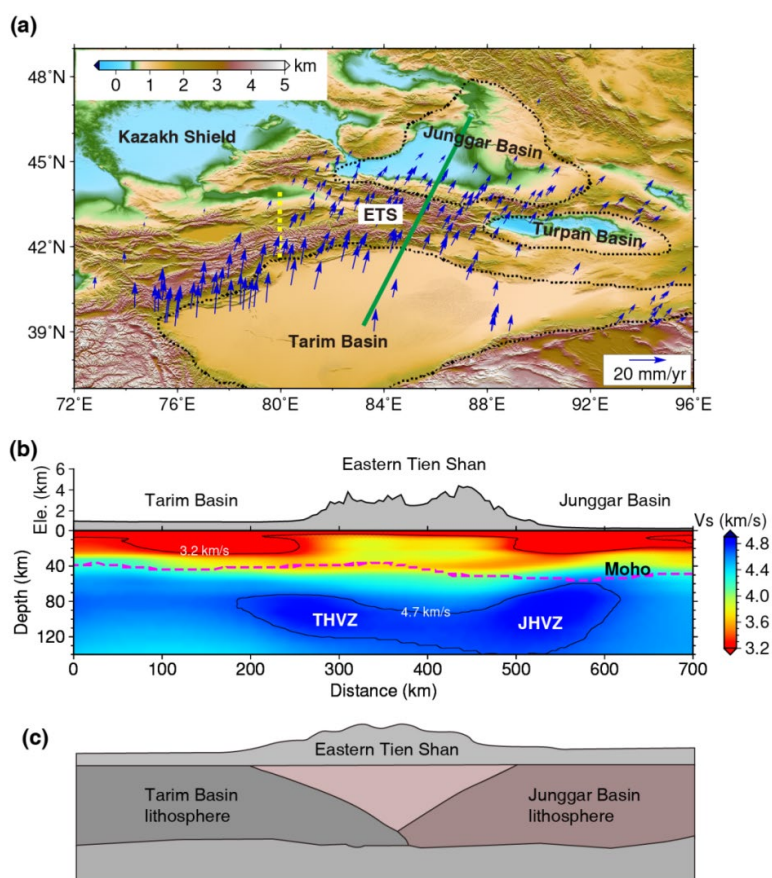 (a)
49°N
45°N
42°N
39°N
0 1 2 3 4 5 km
Kazakh Shield
Junggar Basin
ETS
Turpan Basin
Tarim Basin
20 mm/yr
72°E 76°E 80°E 84°E 88°E 92°E 96°E
(b)
Eastern Tien Shan
Tarim Basin
Junggar Basin
Ele. (km)
6
4
2
0
Vs (km/s)
3.2 km/s
Moho
4.7 km/s
THVZ
JHVZ
Depth (km)
0
40
80
120
4.8
4.4
4.0
3.6
3.2
0 100 200 300 400 500 600 700
Distance (km)
(c)
Eastern Tien Shan
Tarim Basin
lithosphere
Junggar Basin
lithosphere